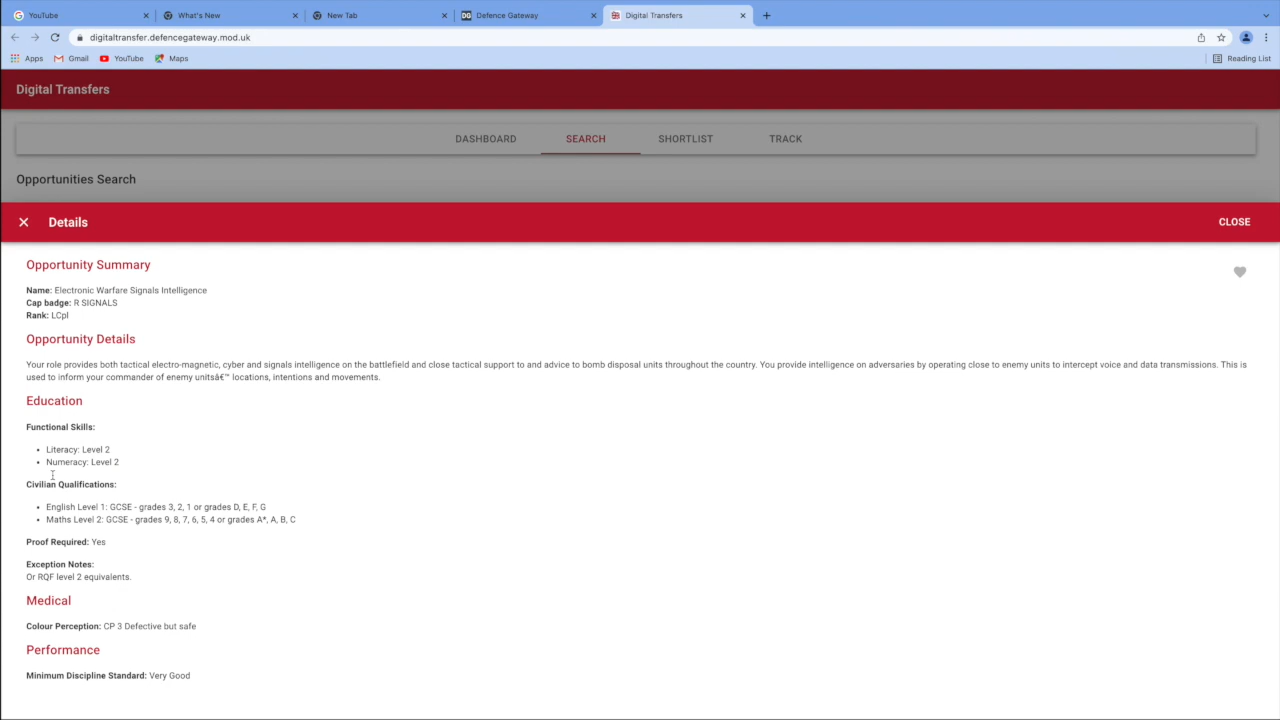 YouTube
What's New
New Tab
Defence Gateway
Digital Transfers
digitaltransfer.defencegateway.mod.uk
Apps
Gmail
YouTube
Maps
Reading List
Digital Transfers
DASHBOARD
SEARCH
SHORTLIST
TRACK
Opportunities Search
Details
CLOSE
Opportunity Summary
Name: Electronic Warfare Signals Intelligence
Cap badge: R SIGNALS
Rank: LCpl
Opportunity Details
Your role provides both tactical electro-magnetic, cyber and signals intelligence on the battlefield and close tactical support to and advice to bomb disposal units throughout the country. You provide intelligence on adversaries by operating close to enemy units to intercept voice and data transmissions. This is
used to inform your commander of enemy unitsâ€™ locations, intentions and movements.
Education
Functional Skills:
• Literacy: Level 2
• Numeracy: Level 2
Civilian Qualifications:
• English Level 1: GCSE - grades 3, 2, 1 or grades D, E, F, G
• Maths Level 2: GCSE - grades 9, 8, 7, 6, 5, 4 or grades A*, A, B, C
Proof Required: Yes
Exception Notes:
Or RQF level 2 equivalents.
Medical
Colour Perception: CP 3 Defective but safe
Performance
Minimum Discipline Standard: Very Good